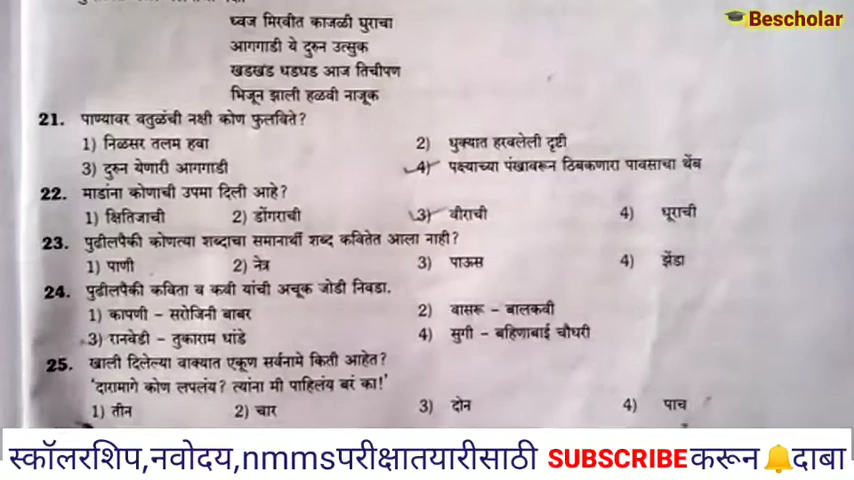 Bescholar
ध्वज मिरवीत काजळी धुराचा
आगगाडी ये दुरुन उत्सुक
खडखड धडधड आज तिचीपण
भिजून झाली हळवी नाजूक
21. पाण्यावर वतुळंची नक्षी कोण फुलविते?
1) निळसर तलम हवा 2) धुक्यात हरवलेली दृष्टी
3) दुरुन येणारी आगगाडी 4) पक्ष्याच्या पंखावरून ठिबकणारा पावसाचा थेंब
22. माडांना कोणाची उपमा दिली आहे?
1) क्षितिजाची 2) डोंगराची 3) वीराची 4) धूराची
23. पुढीलपैकी कोणत्या शब्दाचा समानार्थी शब्द कवितेत आला नाही?
1) पाणी 2) नेत्र 3) पाऊस 4) झेंडा
24. पुढीलपैकी कविता व कवी यांची अचूक जोडी निवडा.
1) कापणी - सरोजिनी बाबर 2) वासरू - बालकवी
3) रानवेडी - तुकाराम धांडे 4) सुगी - बहिणाबाई चौधरी
25. खाली दिलेल्या वाक्यात एकूण सर्वनामे किती आहेत?
'दारामागे कोण लपलंय? त्यांना मी पाहिलंय बरं का!'
1) तीन 2) चार 3) दोन 4) पाच
स्कॉलरशिप,नवोदय,nmmsपरीक्षातयारीसाठी SUBSCRIBEकरून🔔दाबा